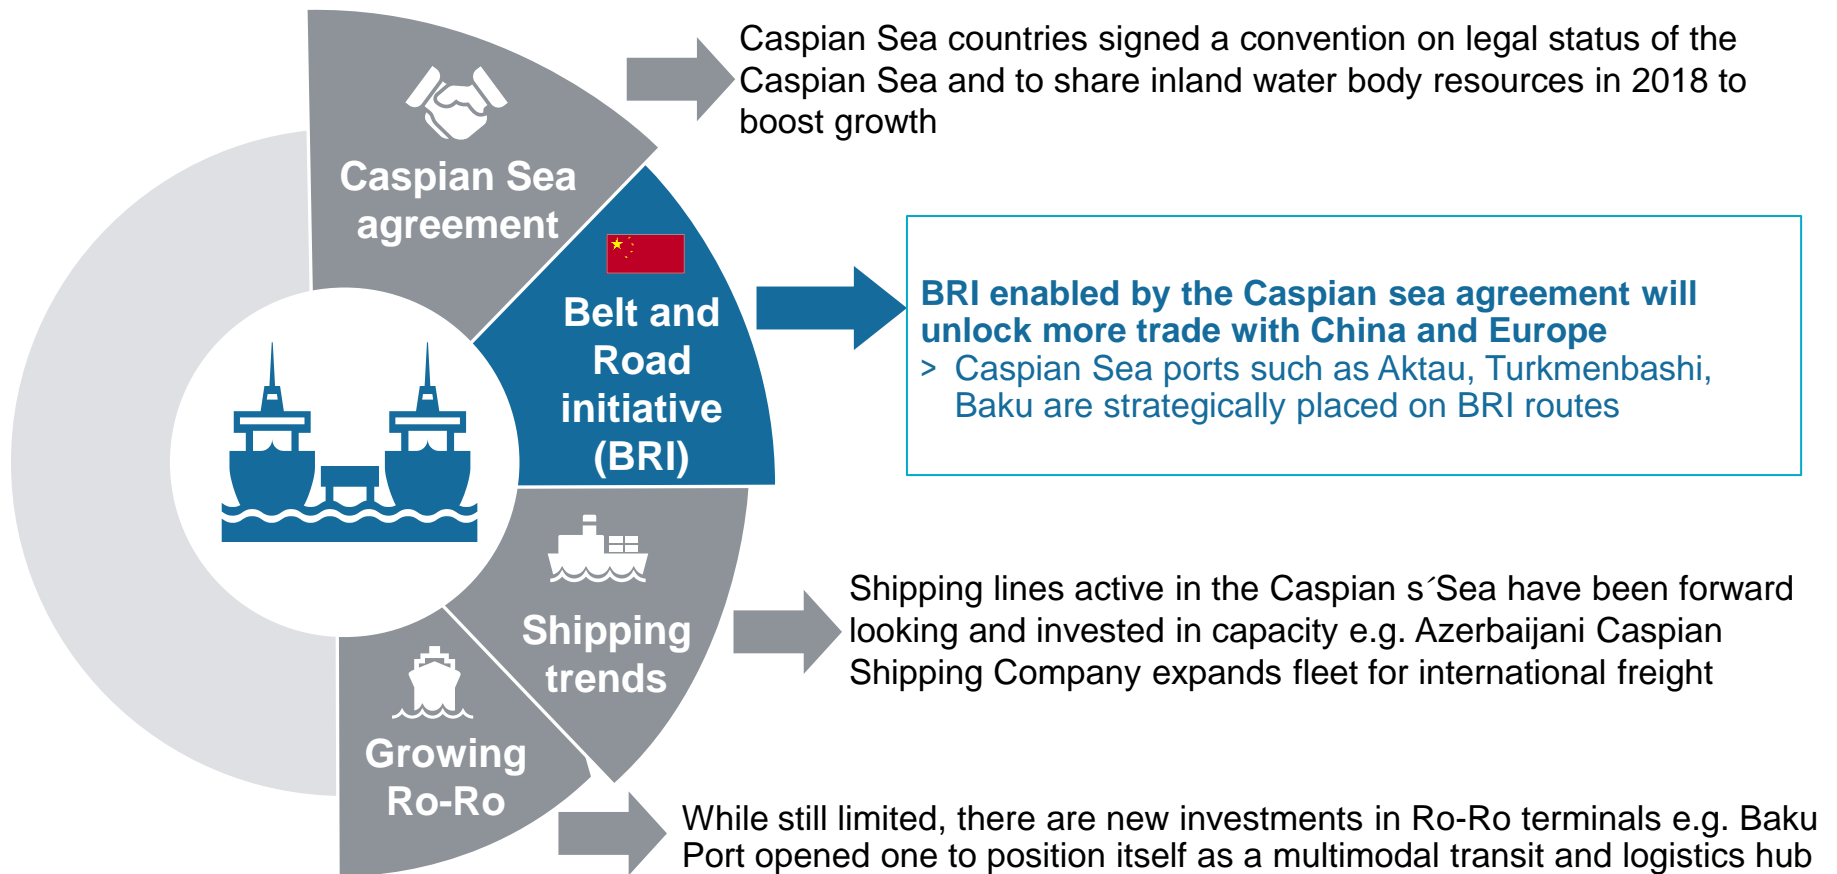 Caspian Sea
agreement
Caspian Sea countries signed a convention on legal status of the
Caspian Sea and to share inland water body resources in 2018 to
boost growth
Belt and
Road
initiative
(BRI)
BRI enabled by the Caspian sea agreement will
unlock more trade with China and Europe
> Caspian Sea ports such as Aktau, Turkmenbashi,
Baku are strategically placed on BRI routes
Shipping
trends
Shipping lines active in the Caspian s´Sea have been forward
looking and invested in capacity e.g. Azerbaijani Caspian
Shipping Company expands fleet for international freight
Growing
Ro-Ro
While still limited, there are new investments in Ro-Ro terminals e.g. Baku
Port opened one to position itself as a multimodal transit and logistics hub